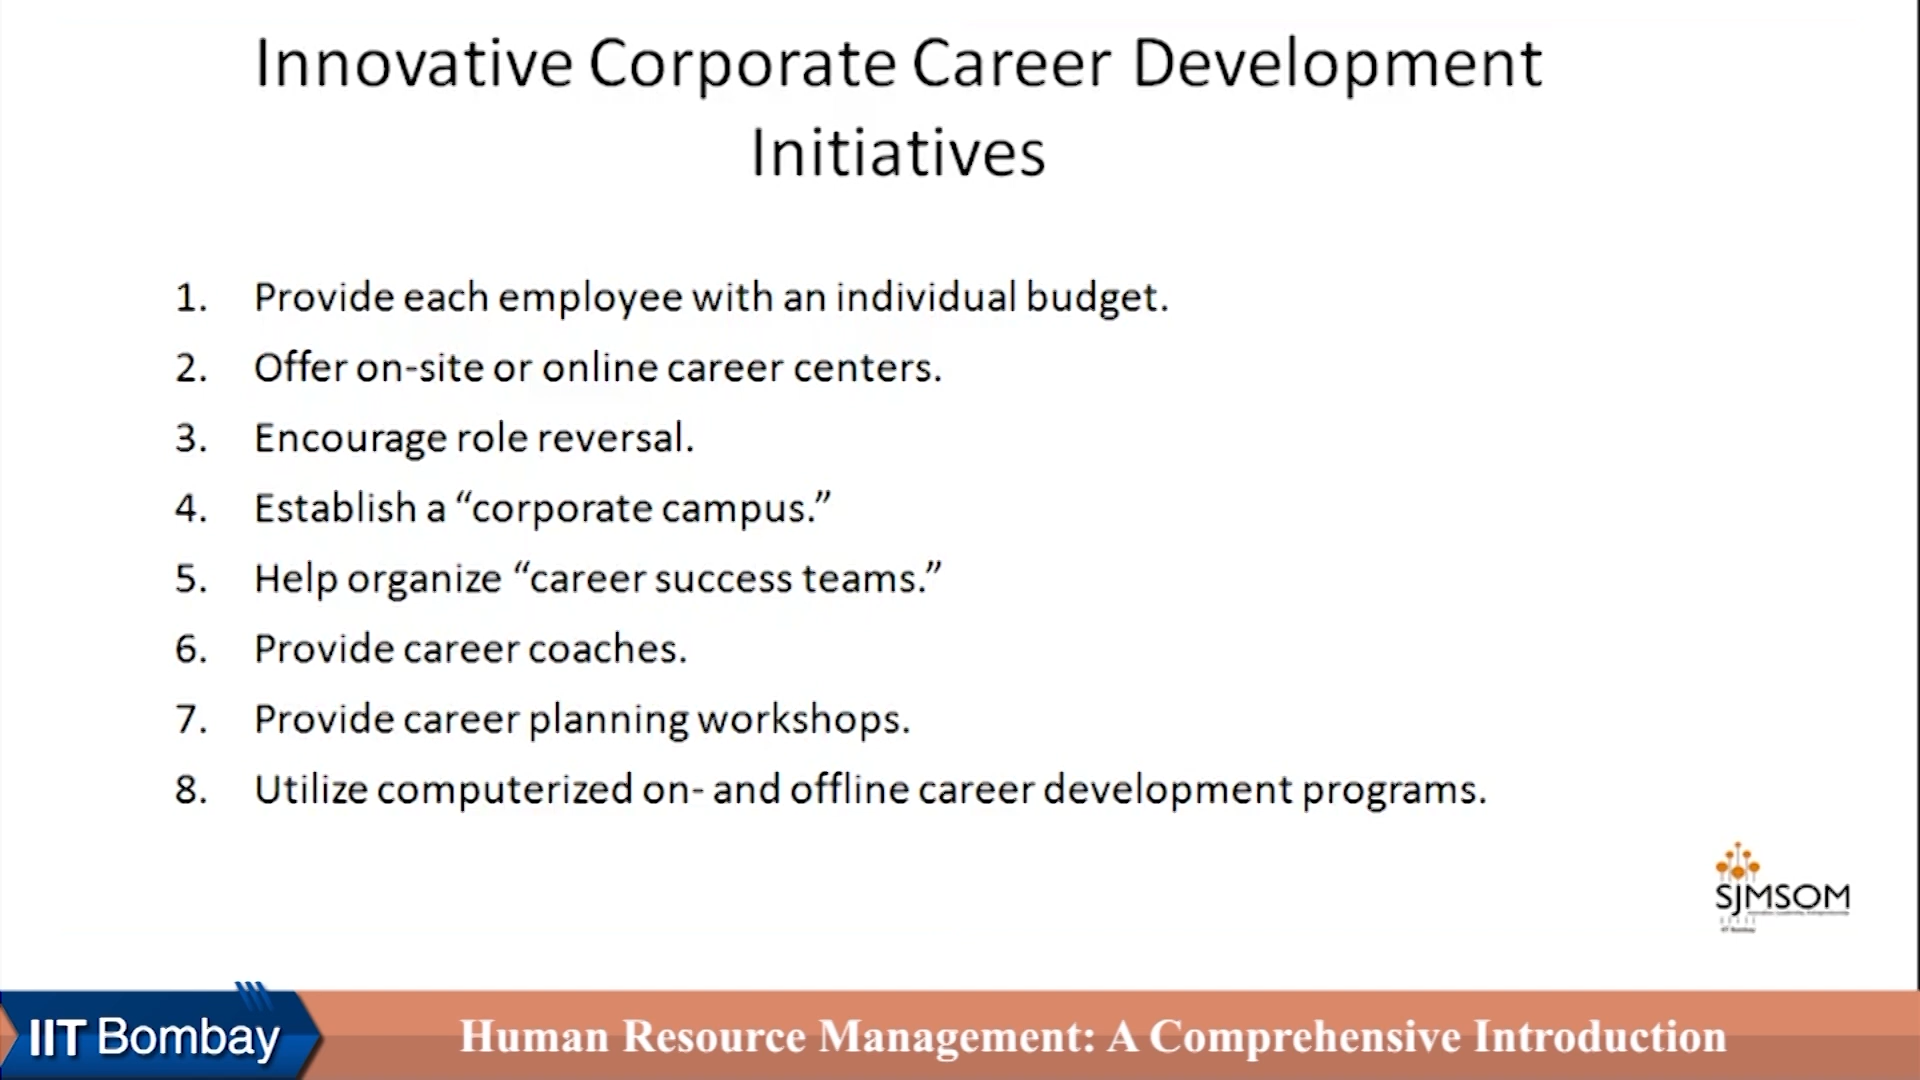 Innovative Corporate Career Development
Initiatives
1. Provide each employee with an individual budget.
2. Offer on-site or online career centers.
3. Encourage role reversal.
4. Establish a “corporate campus.”
5. Help organize “career success teams.”
6. Provide career coaches.
7. Provide career planning workshops.
8. Utilize computerized on- and offline career development programs.
SJMSOM
IIT Bombay
IIT Bombay
Human Resource Management: A Comprehensive Introduction